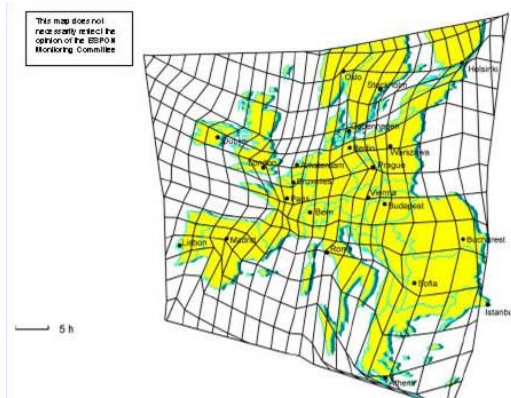 This map does not
necessarily reflect the
opinion of the ESPON
Monitoring Committee
Helsinki
Oslo
Stockholm
Copenhagen
Dublin
Berlin
Warszawa
London
Amsterdam
Prague
Bruxelles
Paris
Vienna
Budapest
Bern
Lisbon
Madrid
Bucharest
Rome
Sofia
Istanbul
5 h
Athens